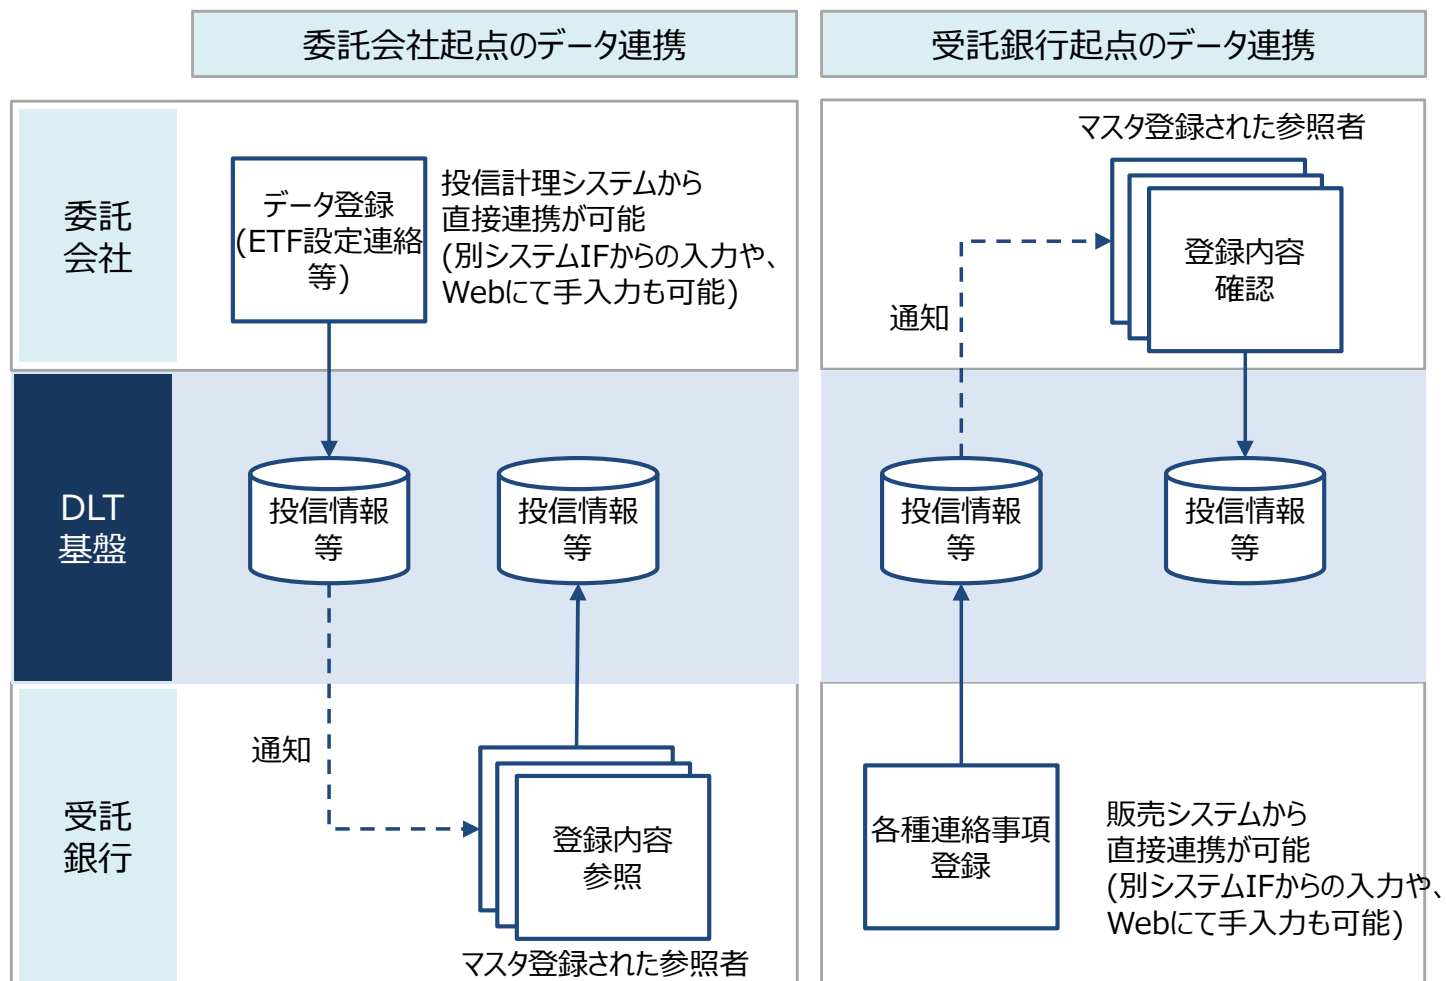 委託会社起点のデータ連携
受託銀行起点のデータ連携
委託
会社
データ登録
(ETF設定連絡
等)
投信計理システムから
直接連携が可能
(別システムIFからの入力や、
Webにて手入力も可能)
マスタ登録された参照者
登録内容
確認
通知
DLT
基盤
投信情報
等
投信情報
等
投信情報
等
投信情報
等
受託
銀行
通知
登録内容
参照
マスタ登録された参照者
各種連絡事項
登録
販売システムから
直接連携が可能
(別システムIFからの入力や、
Webにて手入力も可能)